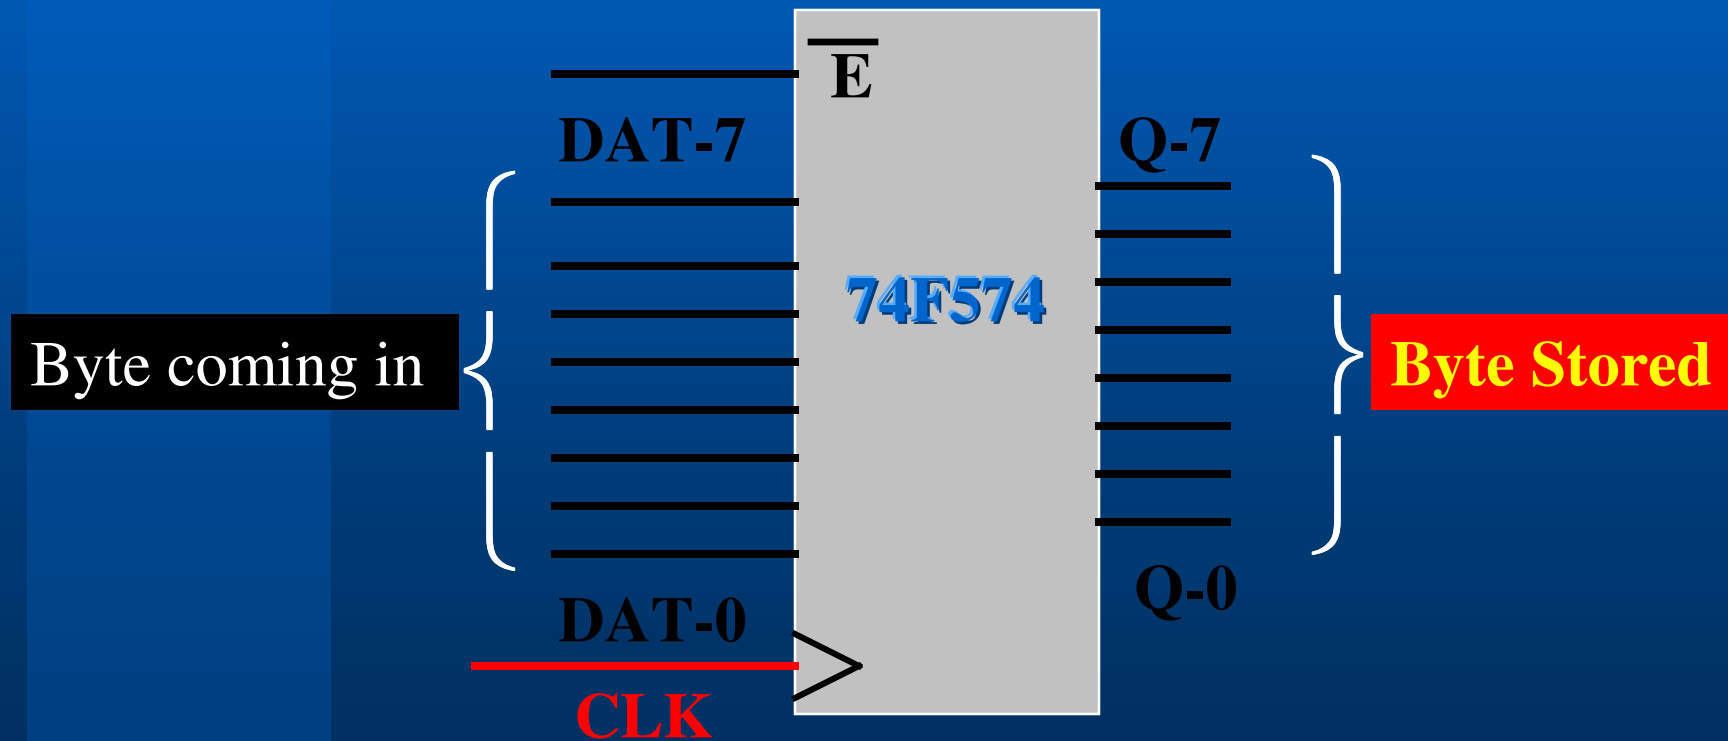 E̅
DAT-7
Q-7
74F574
Byte coming in
Byte Stored
Q-0
DAT-0
CLK